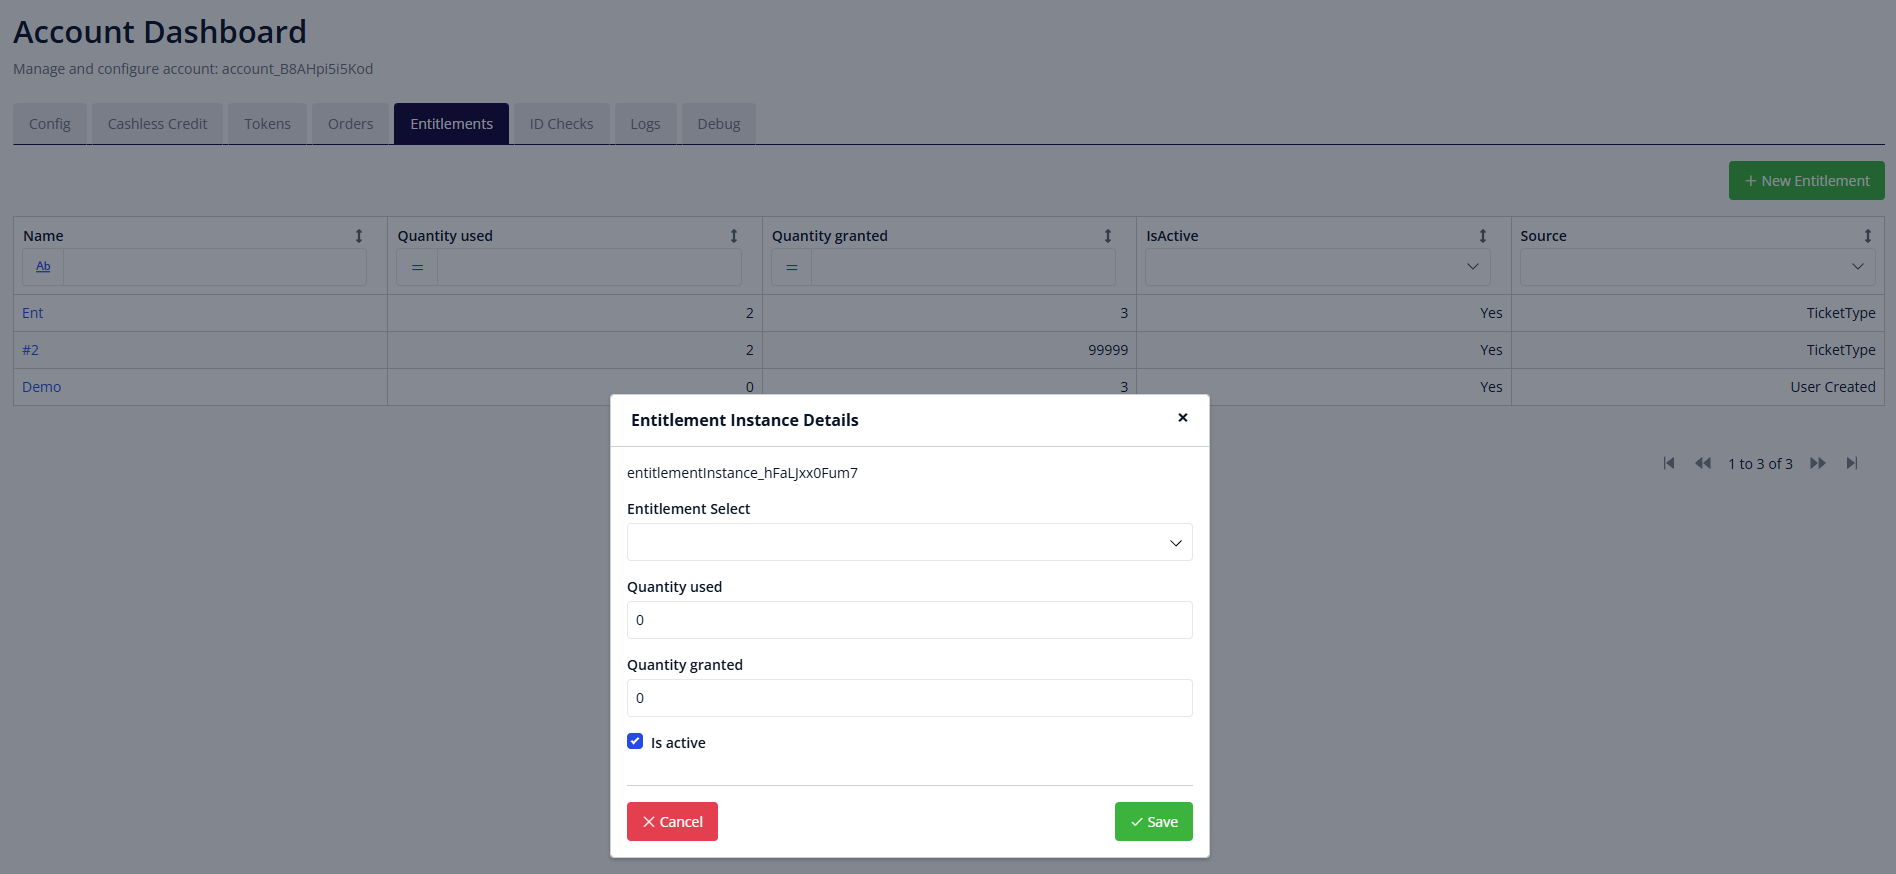 Account Dashboard
Manage and configure account: account_B8AHpi5i5Kod
Config Cashless Credit Tokens Orders Entitlements ID Checks Logs Debug
+ New Entitlement
Name Quantity used Quantity granted IsActive Source
Ab = =
Ent 2 3 Yes TicketType
#2 2 99999 Yes TicketType
Demo 0 3 Yes User Created
1 to 3 of 3
Entitlement Instance Details
entitlementInstance_hFaLJxx0Fum7
Entitlement Select
Quantity used
0
Quantity granted
0
Is active
Cancel Save